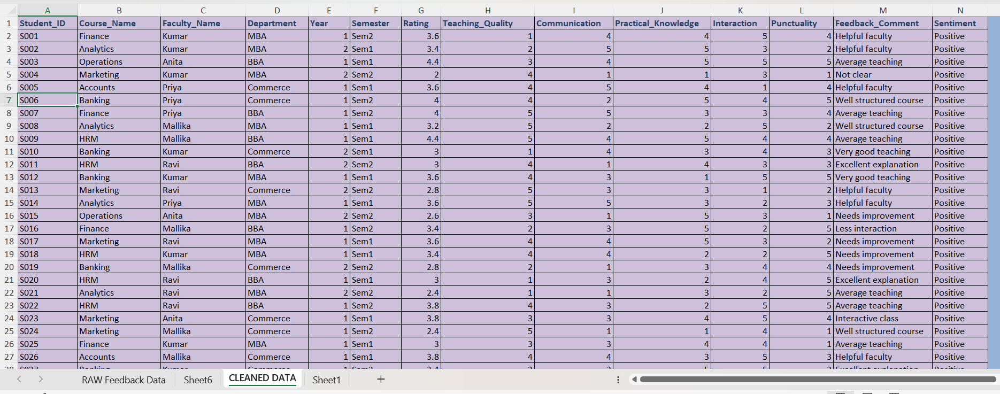 A B C D E F G H I J K L M N
1 Student_ID Course_Name Faculty_Name Department Year Semester Rating Teaching_Quality Communication Practical_Knowledge Interaction Punctuality Feedback_Comment Sentiment
2 S001 Finance Kumar MBA 1 Sem2 3.6 1 4 4 5 4 Helpful faculty Positive
3 S002 Analytics Kumar MBA 2 Sem1 3.4 2 5 5 3 2 Helpful faculty Positive
4 S003 Operations Anita BBA 1 Sem1 4.4 3 4 5 5 5 Average teaching Positive
5 S004 Marketing Kumar MBA 2 Sem2 2 4 1 1 3 1 Not clear Positive
6 S005 Accounts Priya Commerce 1 Sem1 3.6 4 5 4 1 4 Helpful faculty Positive
7 S006 Banking Priya Commerce 1 Sem2 4 4 2 5 4 5 Well structured course Positive
8 S007 Finance Priya BBA 1 Sem2 4 5 5 3 3 4 Average teaching Positive
9 S008 Analytics Mallika MBA 1 Sem1 3.2 5 2 2 5 2 Well structured course Positive
10 S009 HRM Mallika BBA 1 Sem1 4.4 5 4 5 4 4 Average teaching Positive
11 S010 Banking Kumar Commerce 2 Sem1 3 1 4 3 4 3 Very good teaching Positive
12 S011 HRM Ravi BBA 2 Sem2 3 4 1 4 3 3 Excellent explanation Positive
13 S012 Banking Kumar MBA 1 Sem1 3.6 4 3 1 5 5 Very good teaching Positive
14 S013 Marketing Ravi Commerce 2 Sem2 2.8 5 3 3 1 2 Helpful faculty Positive
15 S014 Analytics Priya MBA 1 Sem1 3.6 5 5 3 2 3 Helpful faculty Positive
16 S015 Operations Anita MBA 2 Sem2 2.6 3 1 5 3 1 Needs improvement Positive
17 S016 Finance Mallika BBA 1 Sem2 3.4 2 3 5 2 5 Less interaction Positive
18 S017 Marketing Ravi MBA 1 Sem1 3.6 4 4 5 3 2 Needs improvement Positive
19 S018 HRM Kumar MBA 1 Sem1 3.4 4 4 2 2 5 Needs improvement Positive
20 S019 Banking Mallika Commerce 2 Sem2 2.8 2 1 3 4 4 Needs improvement Positive
21 S020 HRM Ravi BBA 1 Sem1 3 1 3 2 4 5 Excellent explanation Positive
22 S021 Analytics Ravi MBA 2 Sem2 2.4 1 1 3 2 5 Average teaching Positive
23 S022 HRM Ravi BBA 1 Sem2 3.8 4 3 2 5 5 Average teaching Positive
24 S023 Marketing Anita Commerce 1 Sem1 3.8 3 3 4 5 4 Interactive class Positive
25 S024 Marketing Mallika Commerce 1 Sem2 2.4 5 1 1 4 1 Well structured course Positive
26 S025 Finance Kumar MBA 1 Sem1 3 3 3 4 4 1 Average teaching Positive
27 S026 Accounts Mallika Commerce 1 Sem1 3.8 4 4 3 5 3 Helpful faculty Positive
RAW Feedback Data Sheet6 CLEANED DATA Sheet1